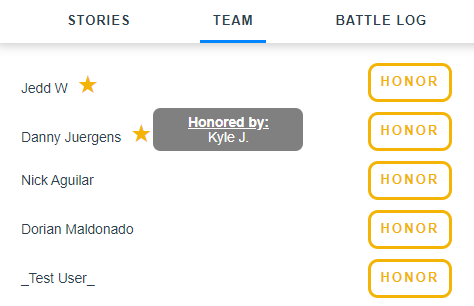 STORIES TEAM BATTLE LOG
Jedd W HONOR
Honored by:
Kyle J.
Danny Juergens HONOR
Nick Aguilar HONOR
Dorian Maldonado HONOR
_Test User_ HONOR